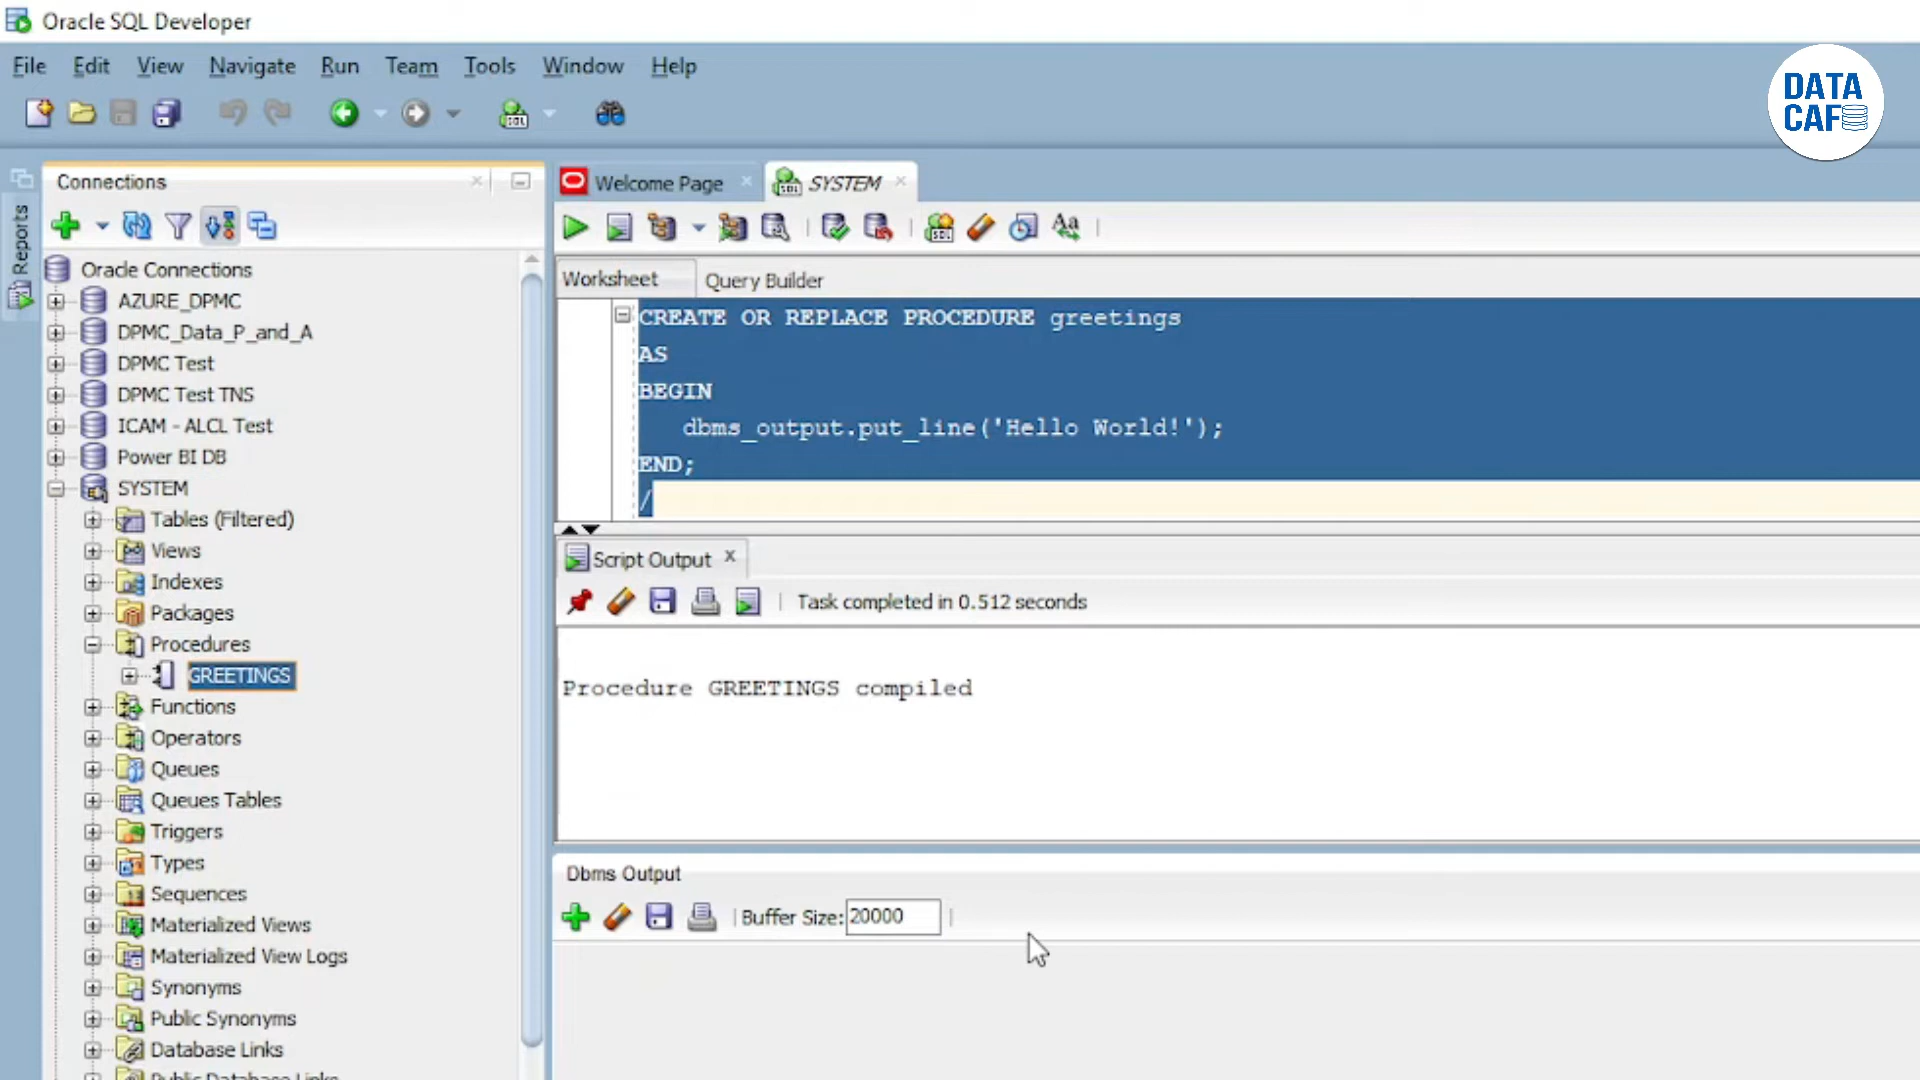 Oracle SQL Developer
File Edit View Navigate Run Team Tools Window Help
DATA
CAF
Reports
Connections
Oracle Connections
AZURE_DPMC
DPMC_Data_P_and_A
DPMC Test
DPMC Test TNS
ICAM - ALCL Test
Power BI DB
SYSTEM
Tables (Filtered)
Views
Indexes
Packages
Procedures
GREETINGS
Functions
Operators
Queues
Queues Tables
Triggers
Types
Sequences
Materialized Views
Materialized View Logs
Synonyms
Public Synonyms
Database Links
Public Database Links
Welcome Page
SYSTEM
Aa
Worksheet Query Builder
CREATE OR REPLACE PROCEDURE greetings
AS
BEGIN
dbms_output.put_line('Hello World!');
END;
/
Script Output
Task completed in 0.512 seconds
Procedure GREETINGS compiled
Dbms Output
Buffer Size: 20000